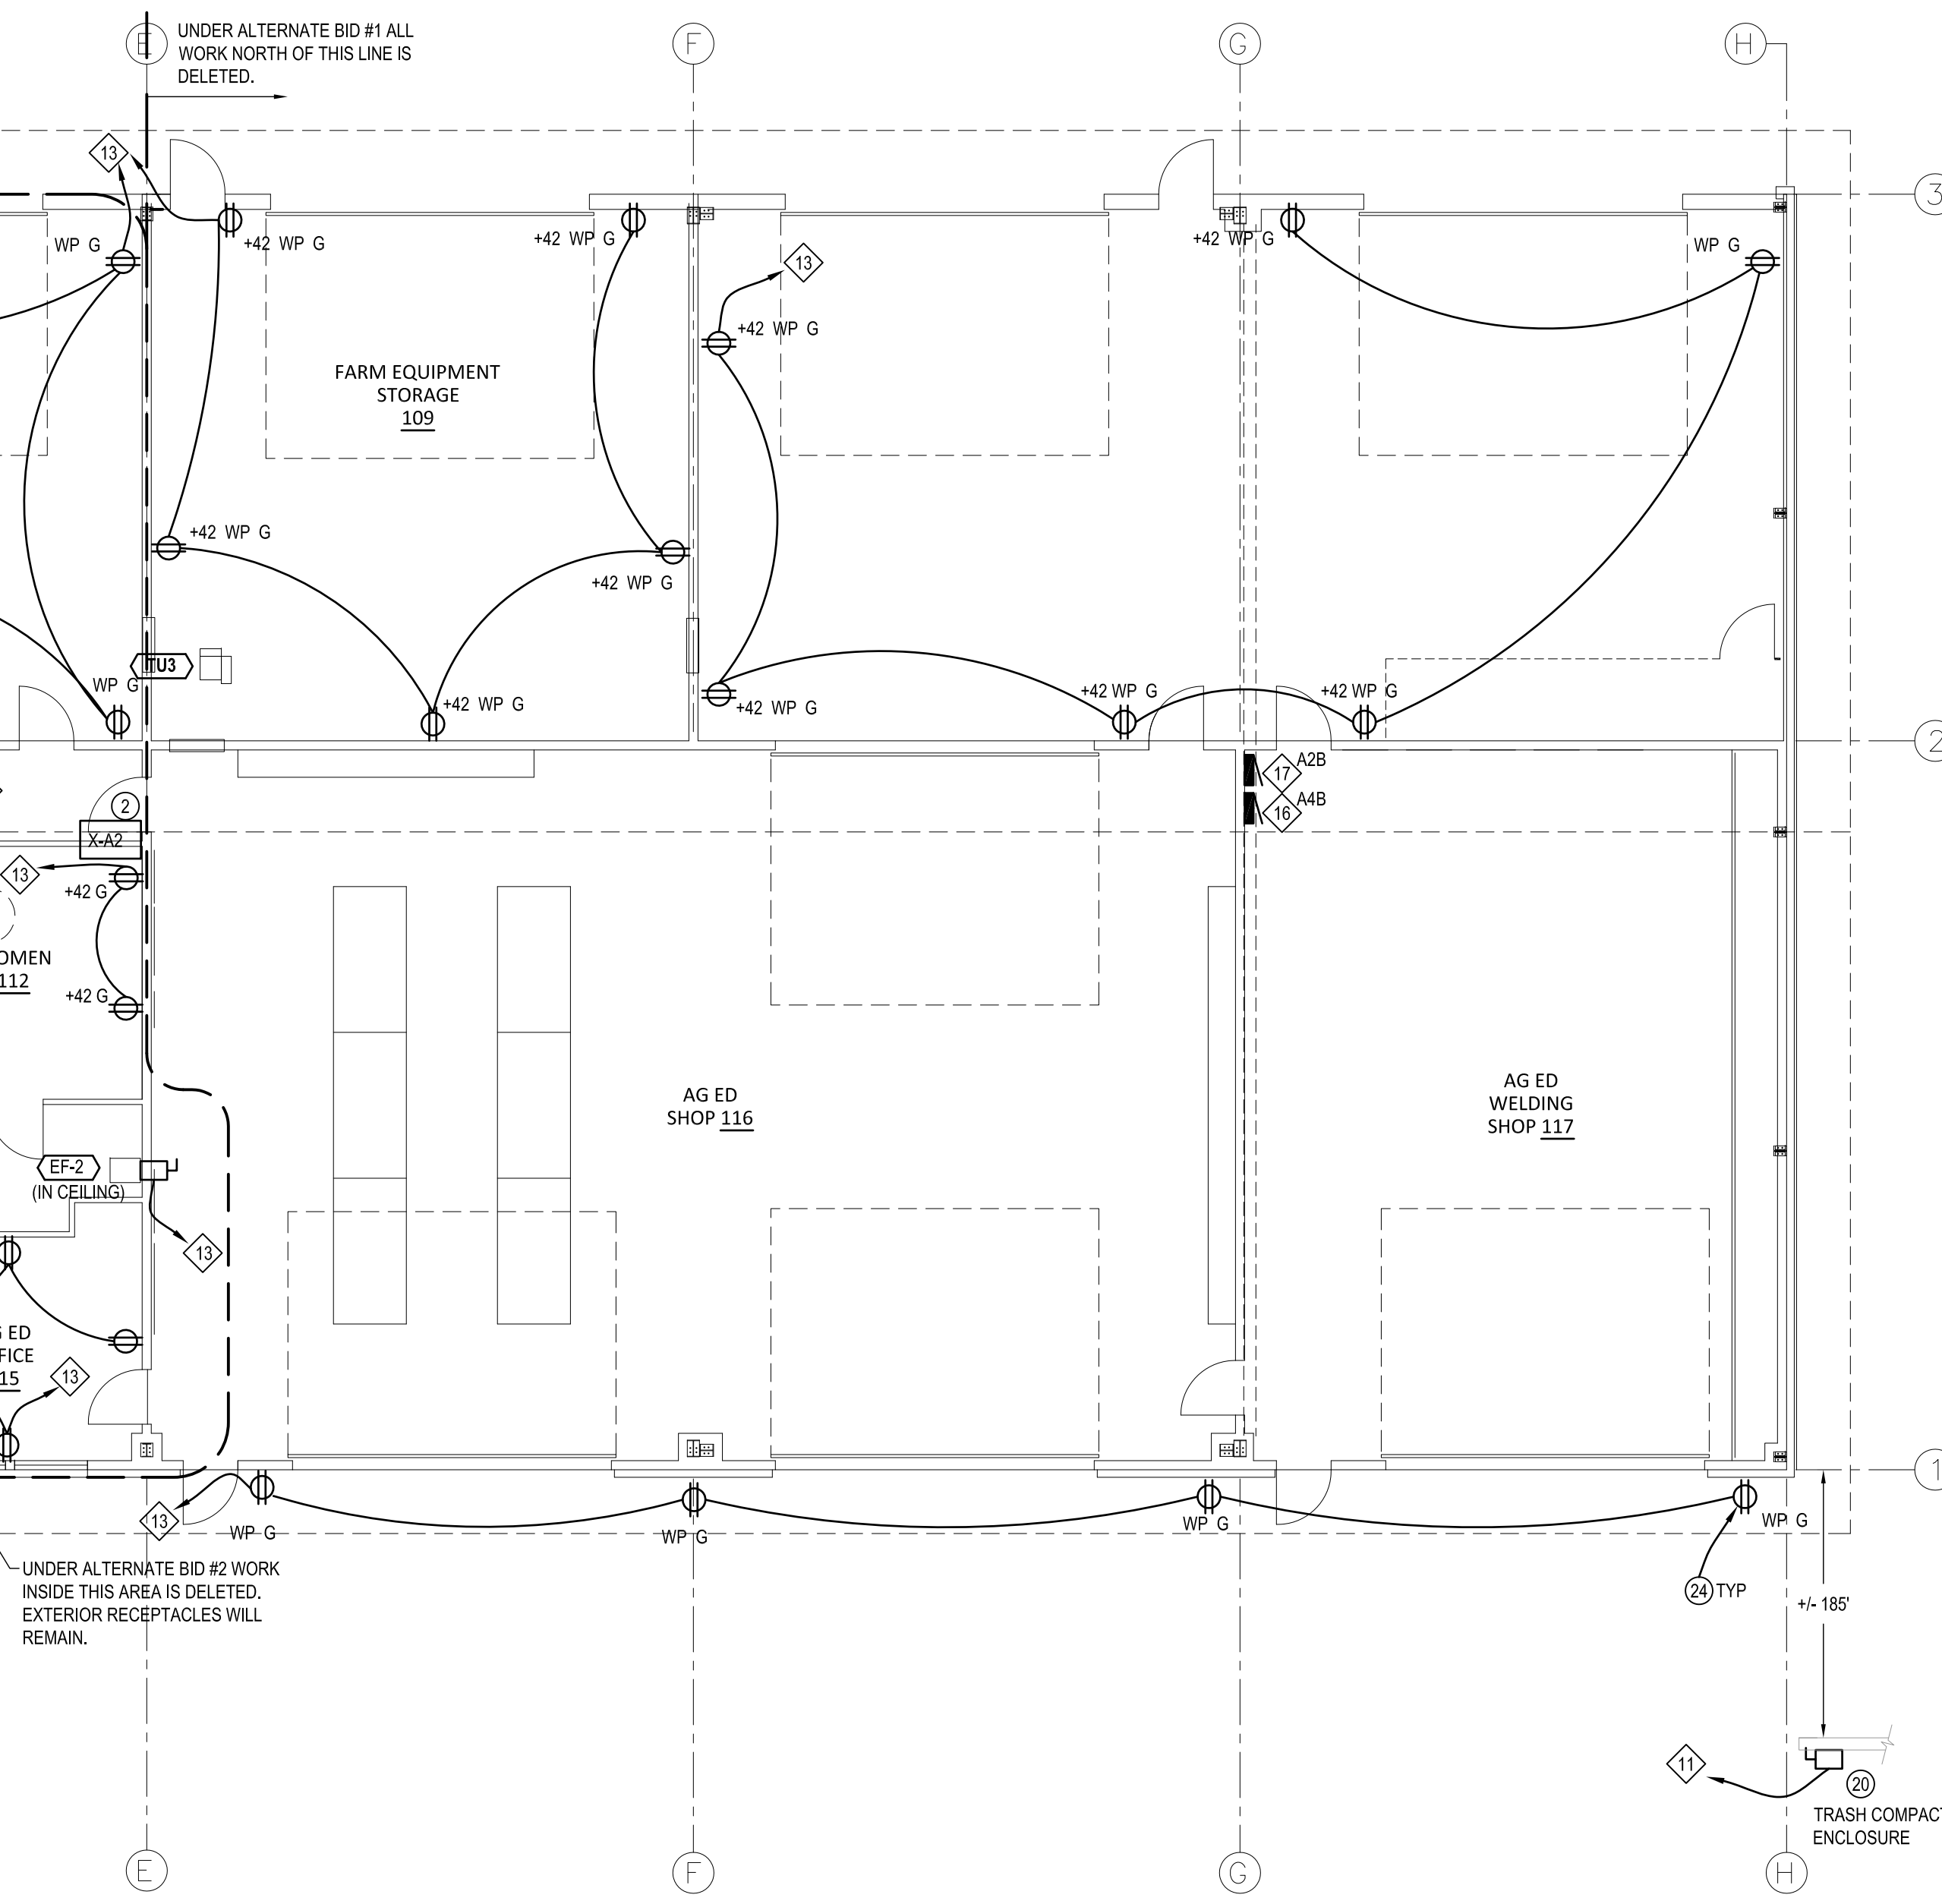 E
UNDER ALTERNATE BID #1 ALL
WORK NORTH OF THIS LINE IS
DELETED.
F
G
H
13
3
WP G
+42 WP G
+42 WP G
13
+42 WP G
WP G
+42 WP G
FARM EQUIPMENT
STORAGE
109
+42 WP G
+42 WP G
TU3
WP G
+42 WP G
+42 WP G
+42 WP G
+42 WP G
2
17
A2B
16
A4B
2
X-A2
13
+42 G
OMEN
112
+42 G
AG ED
SHOP 116
AG ED
WELDING
SHOP 117
EF-2
(IN CEILING)
13
ED
FICE
15
13
1
13
WP G
WP G
WP G
WP G
UNDER ALTERNATE BID #2 WORK
INSIDE THIS AREA IS DELETED.
EXTERIOR RECEPTACLES WILL
REMAIN.
24 TYP
+/- 185'
11
20
TRASH COMPACT
ENCLOSURE
E
F
G
H